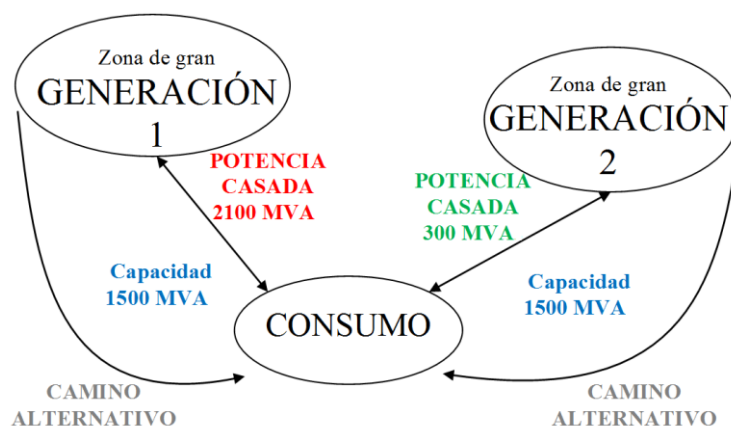 Zona de gran
GENERACIÓN
1
Zona de gran
GENERACIÓN
2
POTENCIA
CASADA
2100 MVA
POTENCIA
CASADA
300 MVA
Capacidad
1500 MVA
Capacidad
1500 MVA
CONSUMO
CAMINO
ALTERNATIVO
CAMINO
ALTERNATIVO